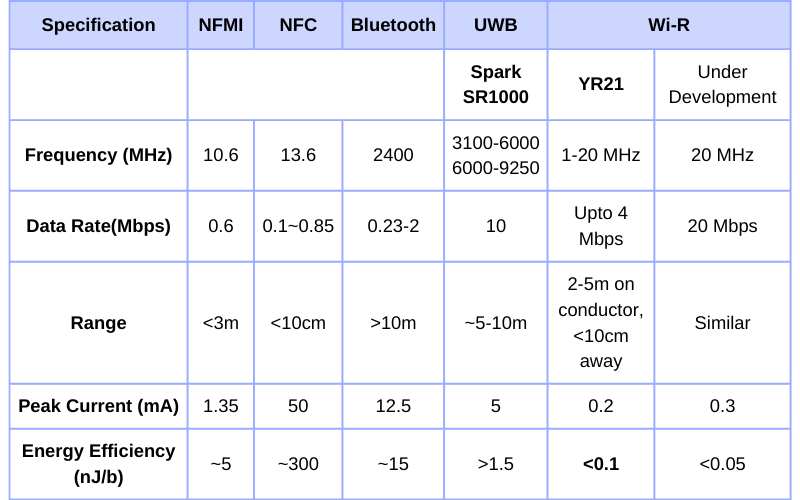 Specification NFMI NFC Bluetooth UWB Wi-R
Spark
SR1000
YR21
Under
Development
Frequency (MHz) 10.6 13.6 2400
3100-6000
6000-9250
1-20 MHz 20 MHz
Data Rate(Mbps) 0.6 0.1~0.85 0.23-2 10
Upto 4
Mbps
20 Mbps
Range <3m <10cm >10m ~5-10m
2-5m on
conductor,
<10cm
away
Similar
Peak Current (mA) 1.35 50 12.5 5 0.2 0.3
Energy Efficiency
(nJ/b)
~5 ~300 ~15 >1.5 <0.1 <0.05